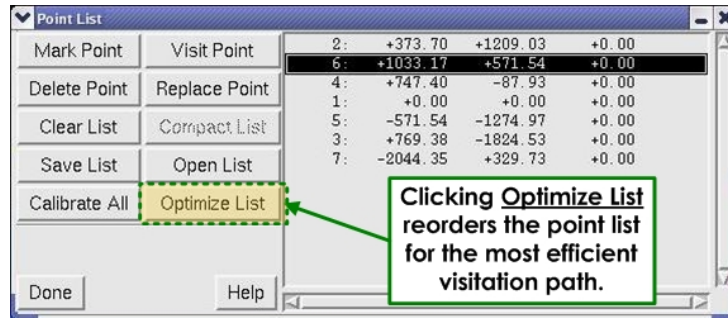 Point List
Mark Point Visit Point
Delete Point Replace Point
Clear List Compact List
Save List Open List
Calibrate All Optimize List
Done Help
2: +373.70 +1209.03 +0.00
6: +1033.17 +571.54 +0.00
4: +747.40 -87.93 +0.00
1: +0.00 +0.00 +0.00
5: -571.54 -1274.97 +0.00
3: +769.38 -1824.53 +0.00
7: -2044.35 +329.73 +0.00
Clicking Optimize List
reorders the point list
for the most efficient
visitation path.